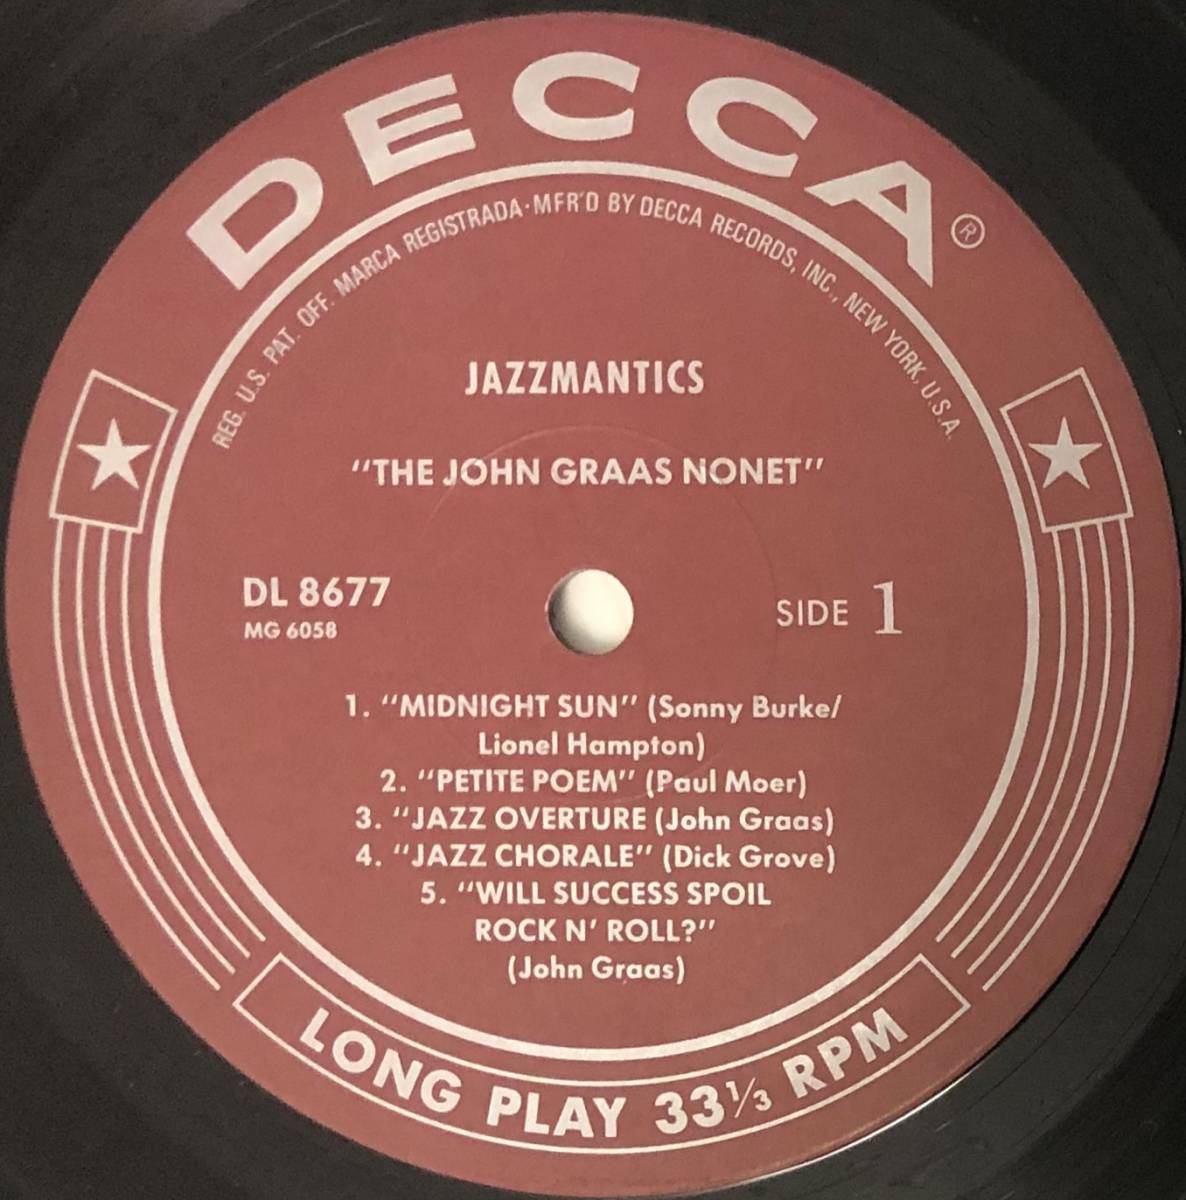 DECCA®
REG. U.S. PAT. OFF. MARCA REGISTRADA · MFR'D BY DECCA RECORDS, INC., NEW YORK, U.S.A.
JAZZMANTICS
"THE JOHN GRAAS NONET"
DL 8677
MG 6058
SIDE 1
1. "MIDNIGHT SUN" (Sonny Burke/
Lionel Hampton)
2. "PETITE POEM" (Paul Moer)
3. "JAZZ OVERTURE (John Graas)
4. "JAZZ CHORALE" (Dick Grove)
5. "WILL SUCCESS SPOIL
ROCK N' ROLL?"
(John Graas)
LONG PLAY 33⅓ RPM